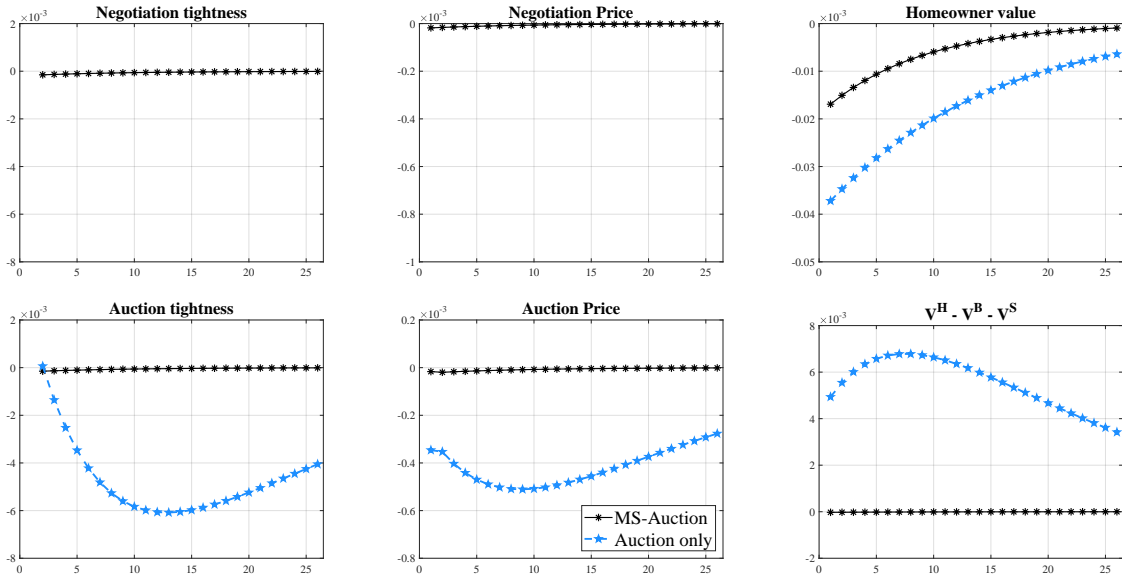 Negotiation tightness
×10⁻³
2
0
-2
-4
-6
-8
0 5 10 15 20 25
Negotiation Price
×10⁻³
0
-0.2
-0.4
-0.6
-0.8
-1
0 5 10 15 20 25
Homeowner value
0
-0.01
-0.02
-0.03
-0.04
-0.05
0 5 10 15 20 25
Auction tightness
×10⁻³
2
0
-2
-4
-6
-8
0 5 10 15 20 25
Auction Price
×10⁻³
0.2
0
-0.2
-0.4
-0.6
-0.8
0 5 10 15 20 25
MS-Auction
Auction only
V^H - V^B - V^S
×10⁻³
8
6
4
2
0
-2
0 5 10 15 20 25